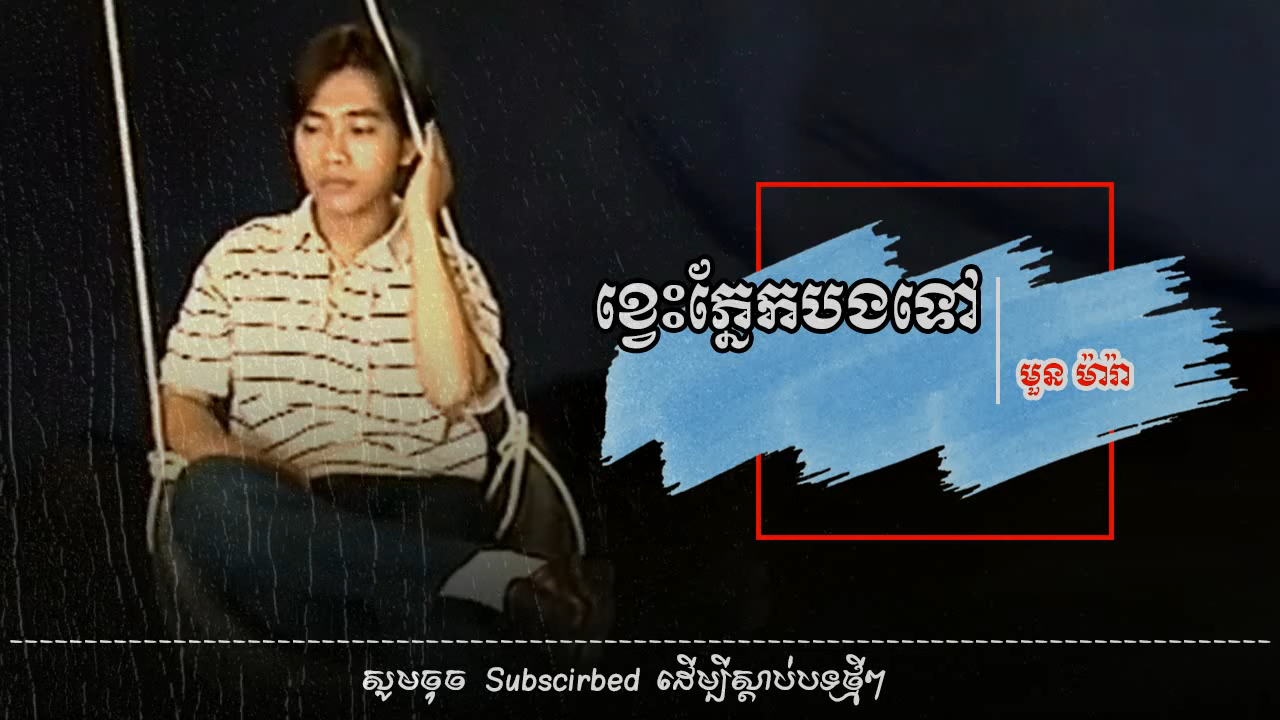 ខ្វេះភ្នែកបងទៅ
មួន ម៉ារ៉ា
សូមចុច Subscirbed ដើម្បីស្តាប់បទថ្មីៗ